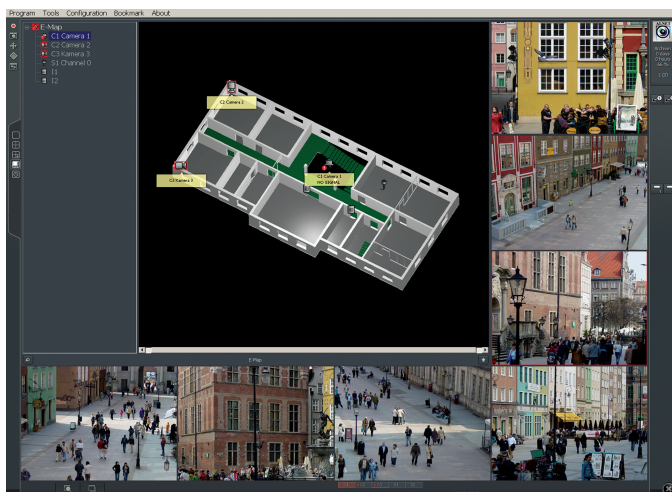 Program Tools Configuration Bookmark About
E-Map
C1 Camera 1
C2 Camera 2
C3 Kamera 3
S1 Channel 0
I1
I2
C2 Camera 2
C3 Kamera 3
C1 Camera 1
NO SIGNAL
E-Map